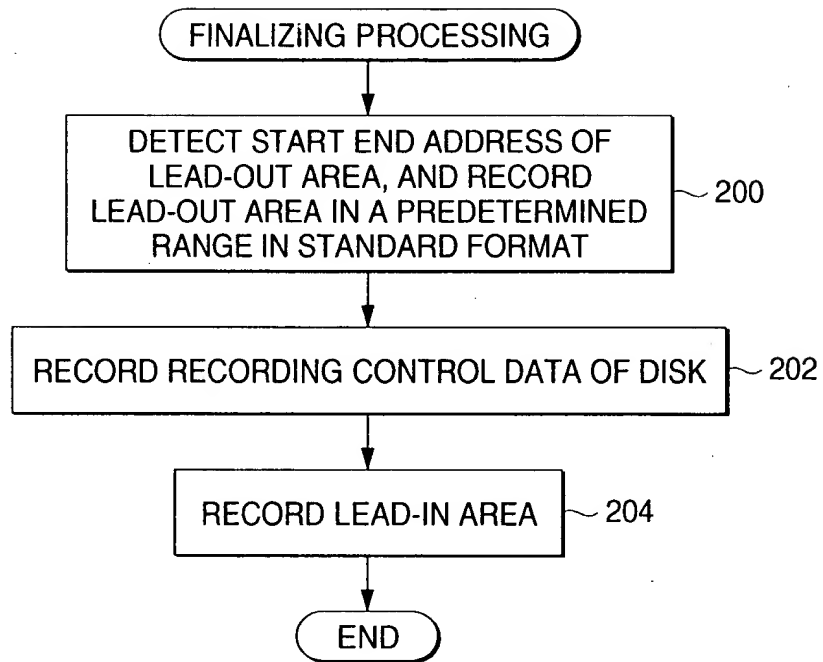 FINALIZING PROCESSING
DETECT START END ADDRESS OF
LEAD-OUT AREA, AND RECORD
LEAD-OUT AREA IN A PREDETERMINED
RANGE IN STANDARD FORMAT
200
RECORD RECORDING CONTROL DATA OF DISK
202
RECORD LEAD-IN AREA
204
END